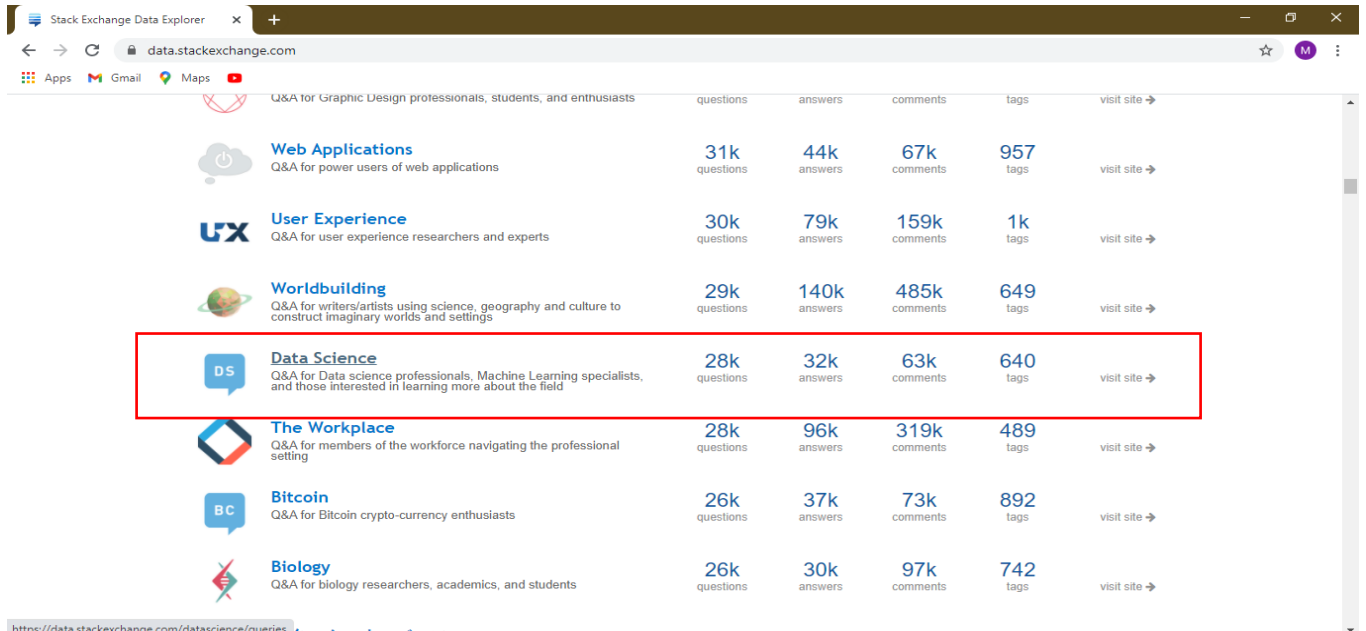 Stack Exchange Data Explorer
data.stackexchange.com
M
Apps Gmail Maps
Q&A for Graphic Design professionals, students, and enthusiasts questions answers comments tags visit site
Web Applications 31k 44k 67k 957
Q&A for power users of web applications questions answers comments tags visit site
UX User Experience 30k 79k 159k 1k
Q&A for user experience researchers and experts questions answers comments tags visit site
Worldbuilding 29k 140k 485k 649
Q&A for writers/artists using science, geography and culture to questions answers comments tags visit site
construct imaginary worlds and settings
DS Data Science 28k 32k 63k 640
Q&A for Data science professionals, Machine Learning specialists, questions answers comments tags visit site
and those interested in learning more about the field
The Workplace 28k 96k 319k 489
Q&A for members of the workforce navigating the professional questions answers comments tags visit site
setting
BC Bitcoin 26k 37k 73k 892
Q&A for Bitcoin crypto-currency enthusiasts questions answers comments tags visit site
Biology 26k 30k 97k 742
Q&A for biology researchers, academics, and students questions answers comments tags visit site
https://data.stackexchange.com/datascience/queries